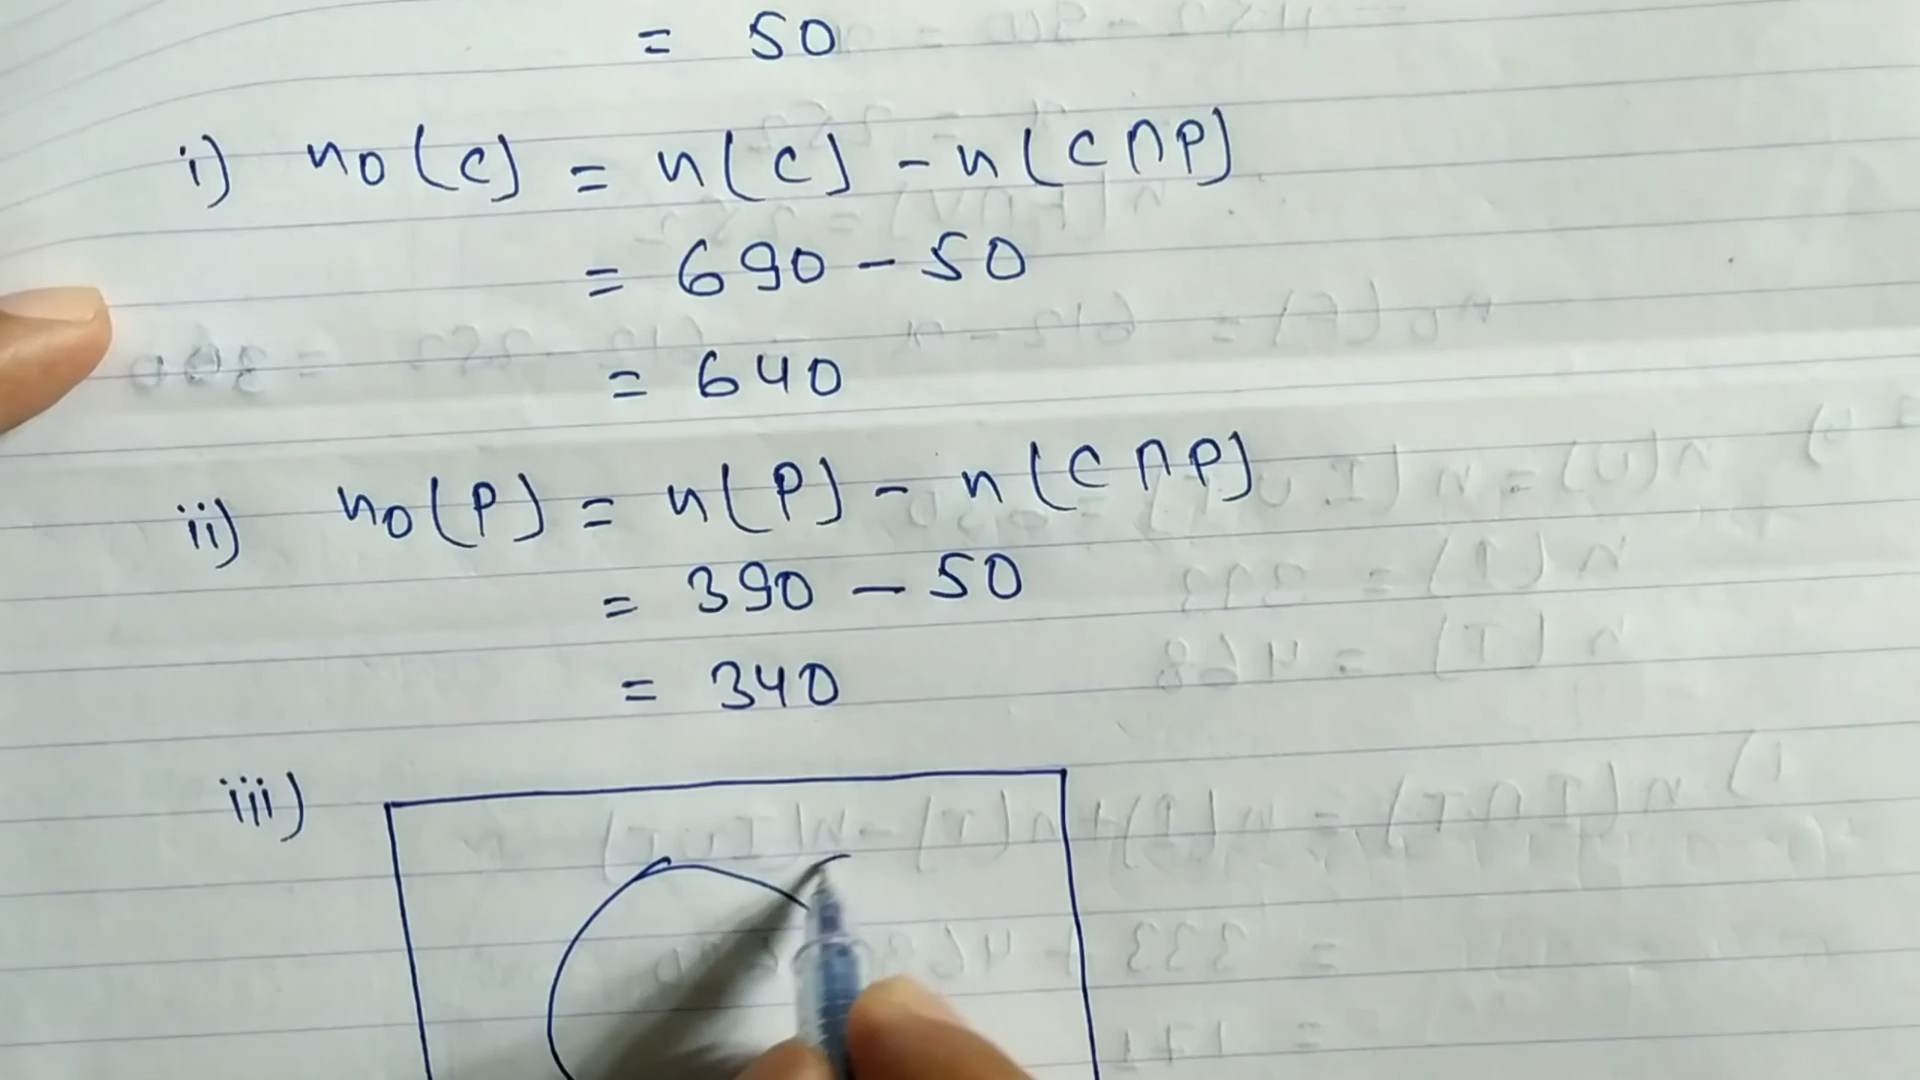 = 50
i) n₀(C) = n(C) - n(C∩P)
= 690 - 50
= 640
ii) n₀(P) = n(P) - n(C∩P)
= 390 - 50
= 340
iii)